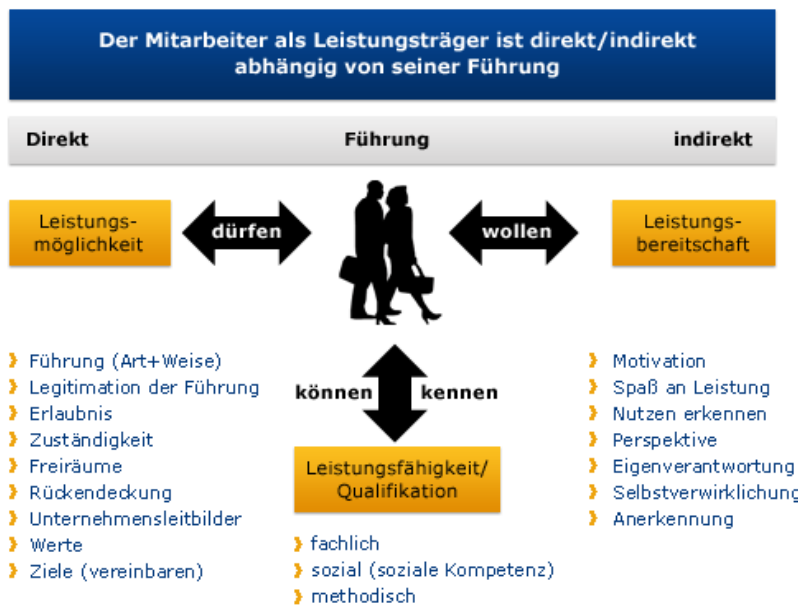 Der Mitarbeiter als Leistungsträger ist direkt/indirekt
abhängig von seiner Führung
Direkt
Führung
indirekt
Leistungs-
möglichkeit
dürfen
wollen
Leistungs-
bereitschaft
Führung (Art+Weise)
Legitimation der Führung
Erlaubnis
Zuständigkeit
Freiräume
Rückendeckung
Unternehmensleitbilder
Werte
Ziele (vereinbaren)
können
kennen
Leistungsfähigkeit/
Qualifikation
fachlich
sozial (soziale Kompetenz)
methodisch
Motivation
Spaß an Leistung
Nutzen erkennen
Perspektive
Eigenverantwortung
Selbstverwirklichung
Anerkennung